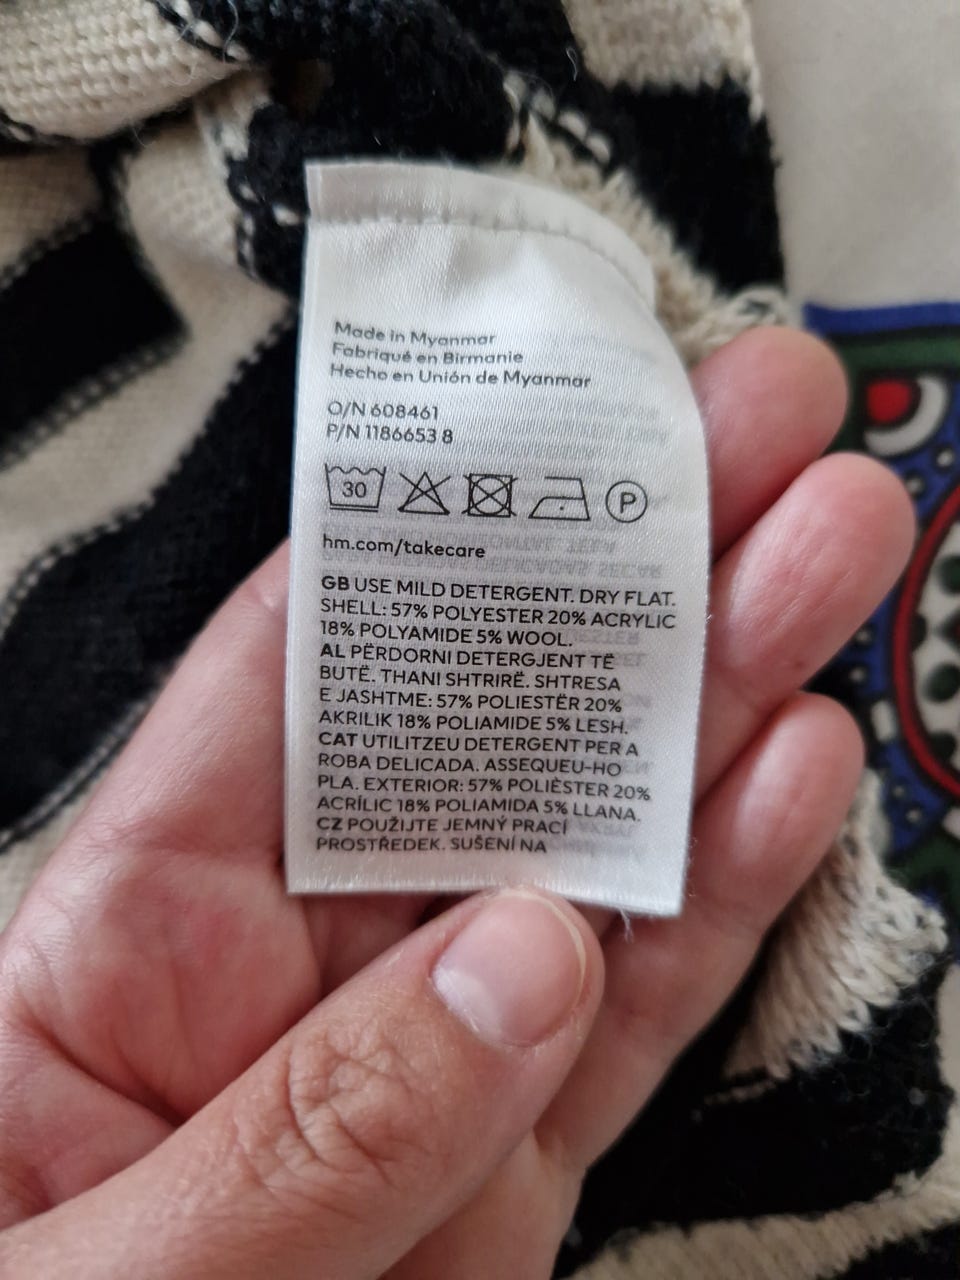 Made in Myanmar
Fabriqué en Birmanie
Hecho en Unión de Myanmar
O/N 608461
P/N 1186653 8
30 P
hm.com/takecare
GB USE MILD DETERGENT. DRY FLAT.
SHELL: 57% POLYESTER 20% ACRYLIC
18% POLYAMIDE 5% WOOL.
AL PËRDORNI DETERGJENT TË
BUTË. THANI SHTRIRË. SHTRESA
E JASHTME: 57% POLIESTËR 20%
AKRILIK 18% POLIAMIDE 5% LESH.
CAT UTILITZEU DETERGENT PER A
ROBA DELICADA. ASSEQUEU-HO
PLA. EXTERIOR: 57% POLIÈSTER 20%
ACRÍLIC 18% POLIAMIDA 5% LLANA.
CZ POUŽIJTE JEMNÝ PRACÍ
PROSTŘEDEK. SUŠENÍ NA